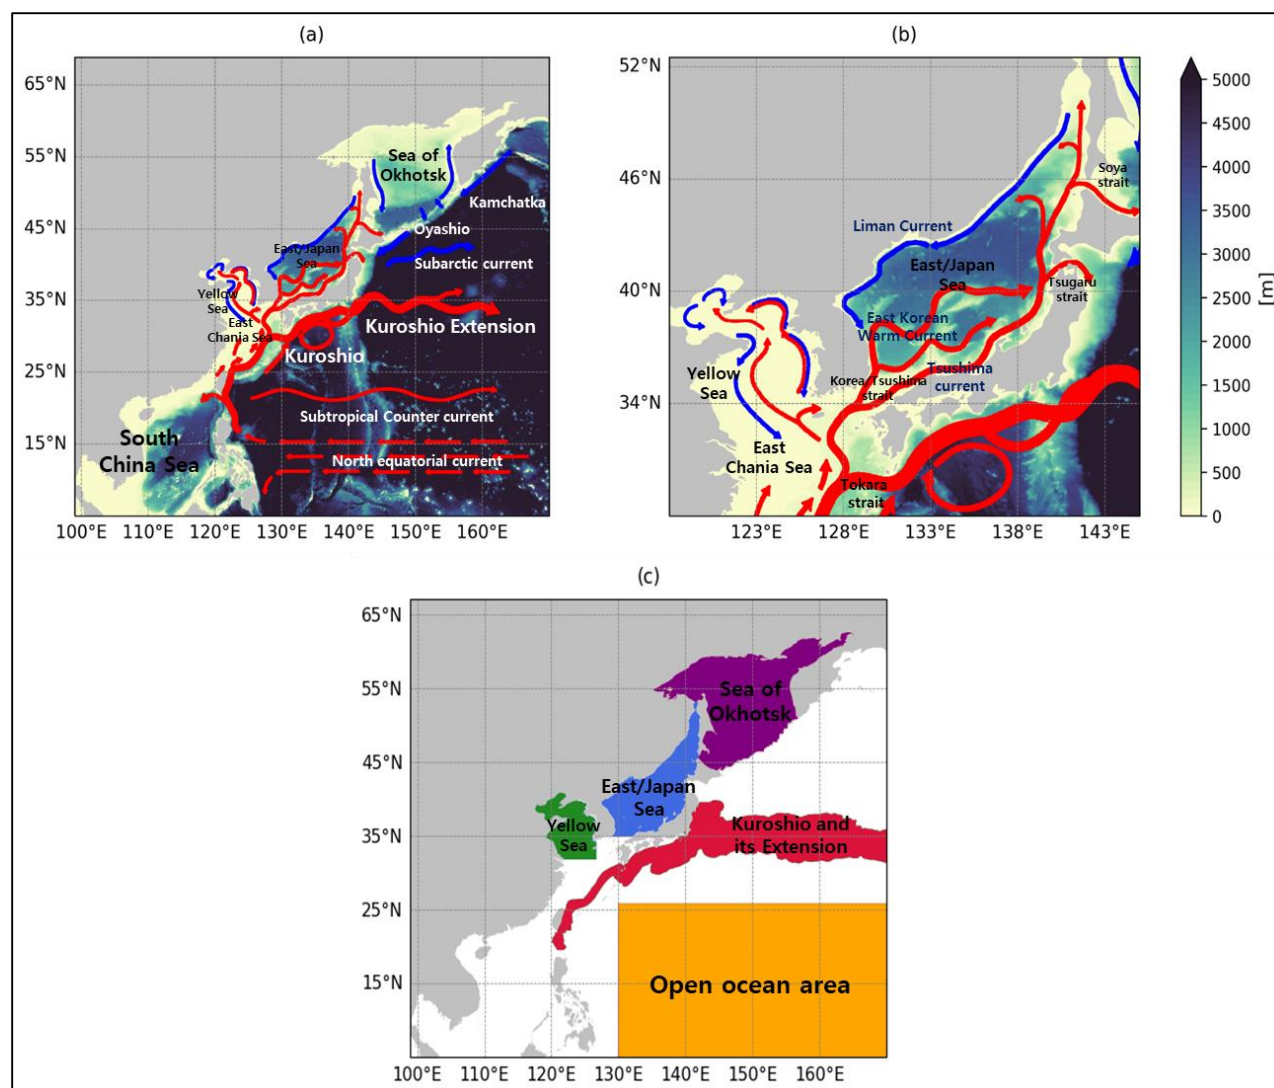 (a)
65°N
55°N
45°N
35°N
25°N
15°N
100°E
110°E
120°E
130°E
140°E
150°E
160°E
Sea of
Okhotsk
Kamchatka
Oyashio
Subarctic current
East/Japan
Sea
Yellow
Sea
East
Chania Sea
Kuroshio Extension
Kuroshio
Subtropical Counter current
South
China Sea
North equatorial current
(b)
52°N
46°N
40°N
34°N
123°E
128°E
133°E
138°E
143°E
Soya
strait
Liman Current
East/Japan
Sea
Tsugaru
strait
East Korean
Warm Current
Yellow
Sea
Korea/Tsushima
strait
Tsushima
current
East
Chania Sea
Tokara
strait
5000
4500
4000
3500
3000
2500
2000
1500
1000
500
0
[m]
(c)
65°N
55°N
45°N
35°N
25°N
15°N
100°E
110°E
120°E
130°E
140°E
150°E
160°E
Sea of
Okhotsk
East/Japan
Sea
Yellow
Sea
Kuroshio and
its Extension
Open ocean area